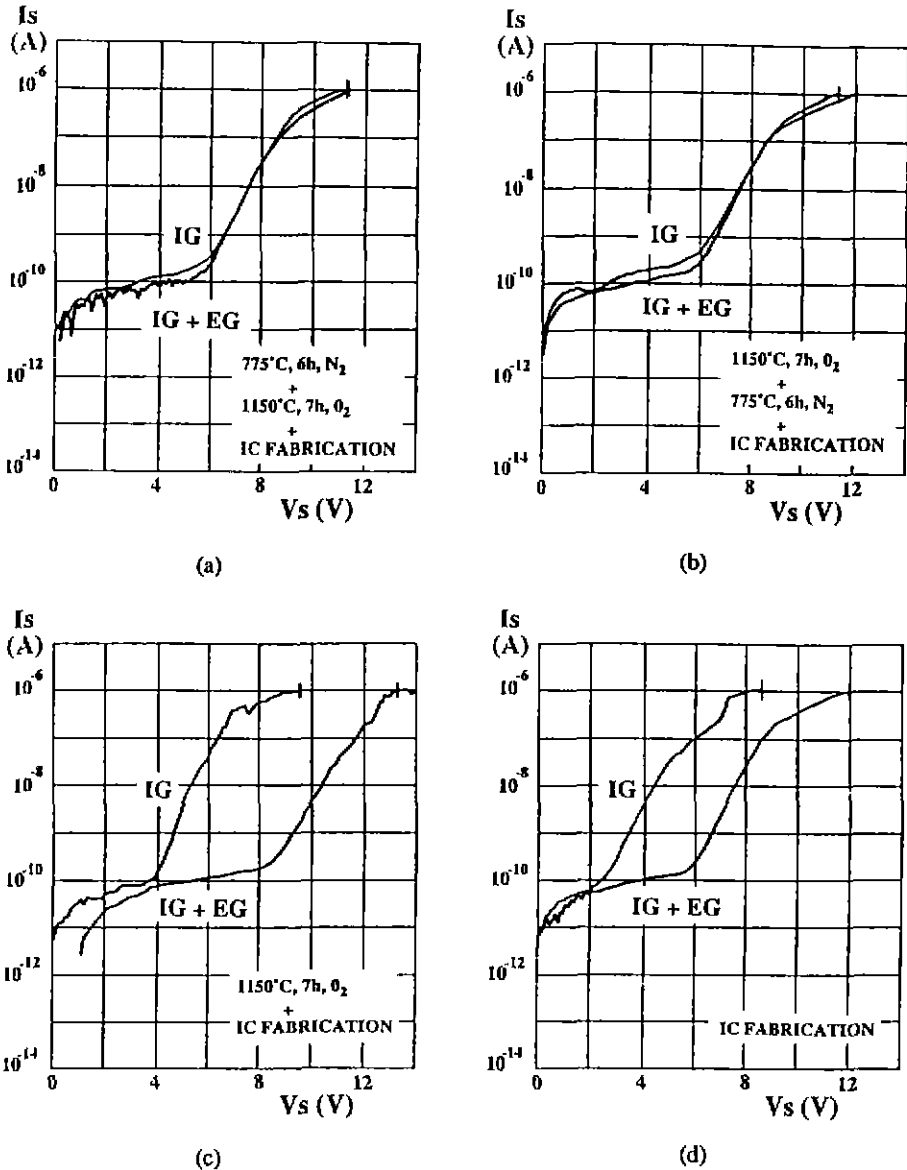 Is
(A)
10-6
10-8
10-10
10-12
10-14
IG
IG + EG
775°C, 6h, N2
+
1150°C, 7h, 02
+
IC FABRICATION
0 4 8 12
Vs (V)
(a)
Is
(A)
10-6
10-8
10-10
10-12
10-14
IG
IG + EG
1150°C, 7h, 02
+
775°C, 6h, N2
+
IC FABRICATION
0 4 8 12
Vs (V)
(b)
Is
(A)
10-6
10-8
10-10
10-12
10-14
IG
IG + EG
1150°C, 7h, 02
+
IC FABRICATION
0 4 8 12
Vs (V)
(c)
Is
(A)
10-6
10-8
10-10
10-12
10-14
IG
IG + EG
IC FABRICATION
0 4 8 12
Vs (V)
(d)